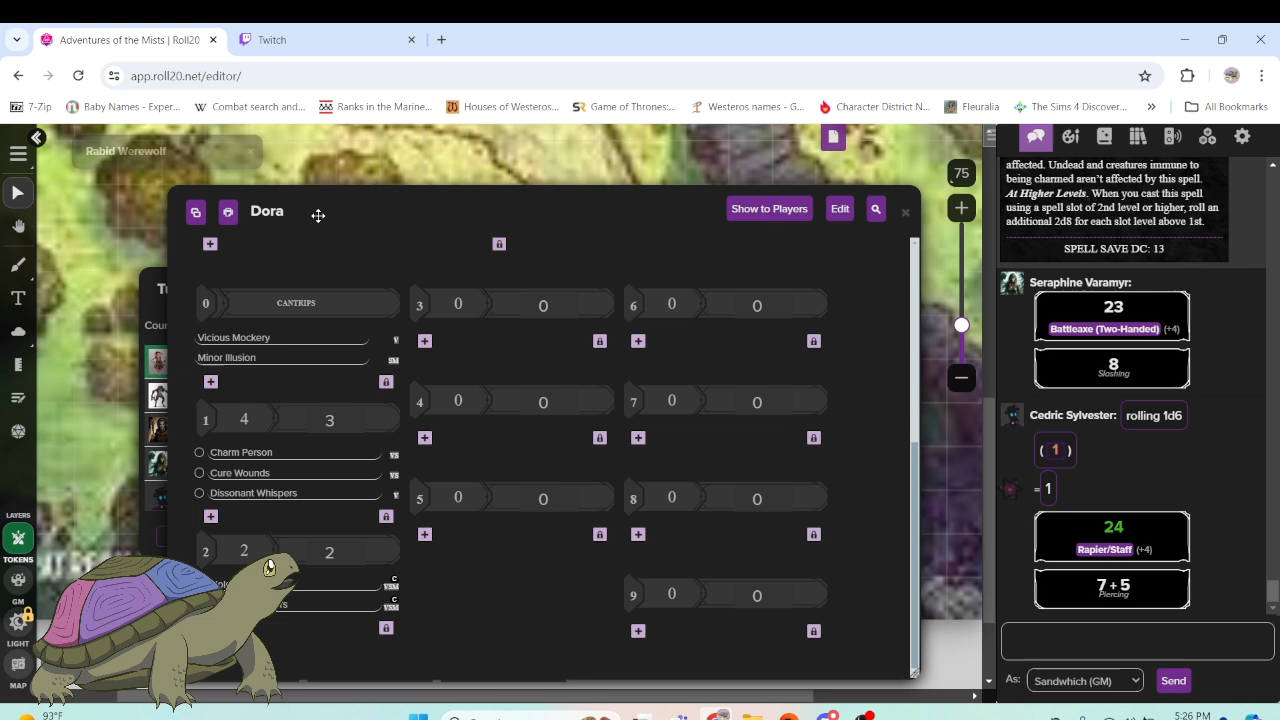 Adventures of the Mists | Roll20
Twitch
app.roll20.net/editor/
7-Zip
Baby Names - Exper...
Combat search and...
Ranks in the Marine...
Houses of Westeros...
Game of Thrones:...
Westeros names - G...
Character District N...
Fleuralia
The Sims 4 Discover...
All Bookmarks
Rabid Werewolf
75
Dora
Show to Players
Edit
Tu
Cour
0 CANTRIPS
3 0 0
6 0 0
Vicious Mockery V
Minor Illusion SM
4 0 0
7 0 0
1 4 3
Charm Person VS
Cure Wounds VS
Dissonant Whispers V
5 0 0
8 0 0
2 2 2
C
VSM
C
VSM
9 0 0
LAYERS
TOKENS
GM
LIGHT
MAP
affected. Undead and creatures immune to
being charmed aren't affected by this spell.
At Higher Levels. When you cast this spell
using a spell slot of 2nd level or higher, roll an
additional 2d8 for each slot level above 1st.
SPELL SAVE DC: 13
Seraphine Varamyr:
23
Battleaxe (Two-Handed) (+4)
8
Slashing
Cedric Sylvester: rolling 1d6
( 1 )
=1
24
Rapier/Staff (+4)
7 + 5
Piercing
As: Sandwhich (GM)
Send
93°F
5:26 PM